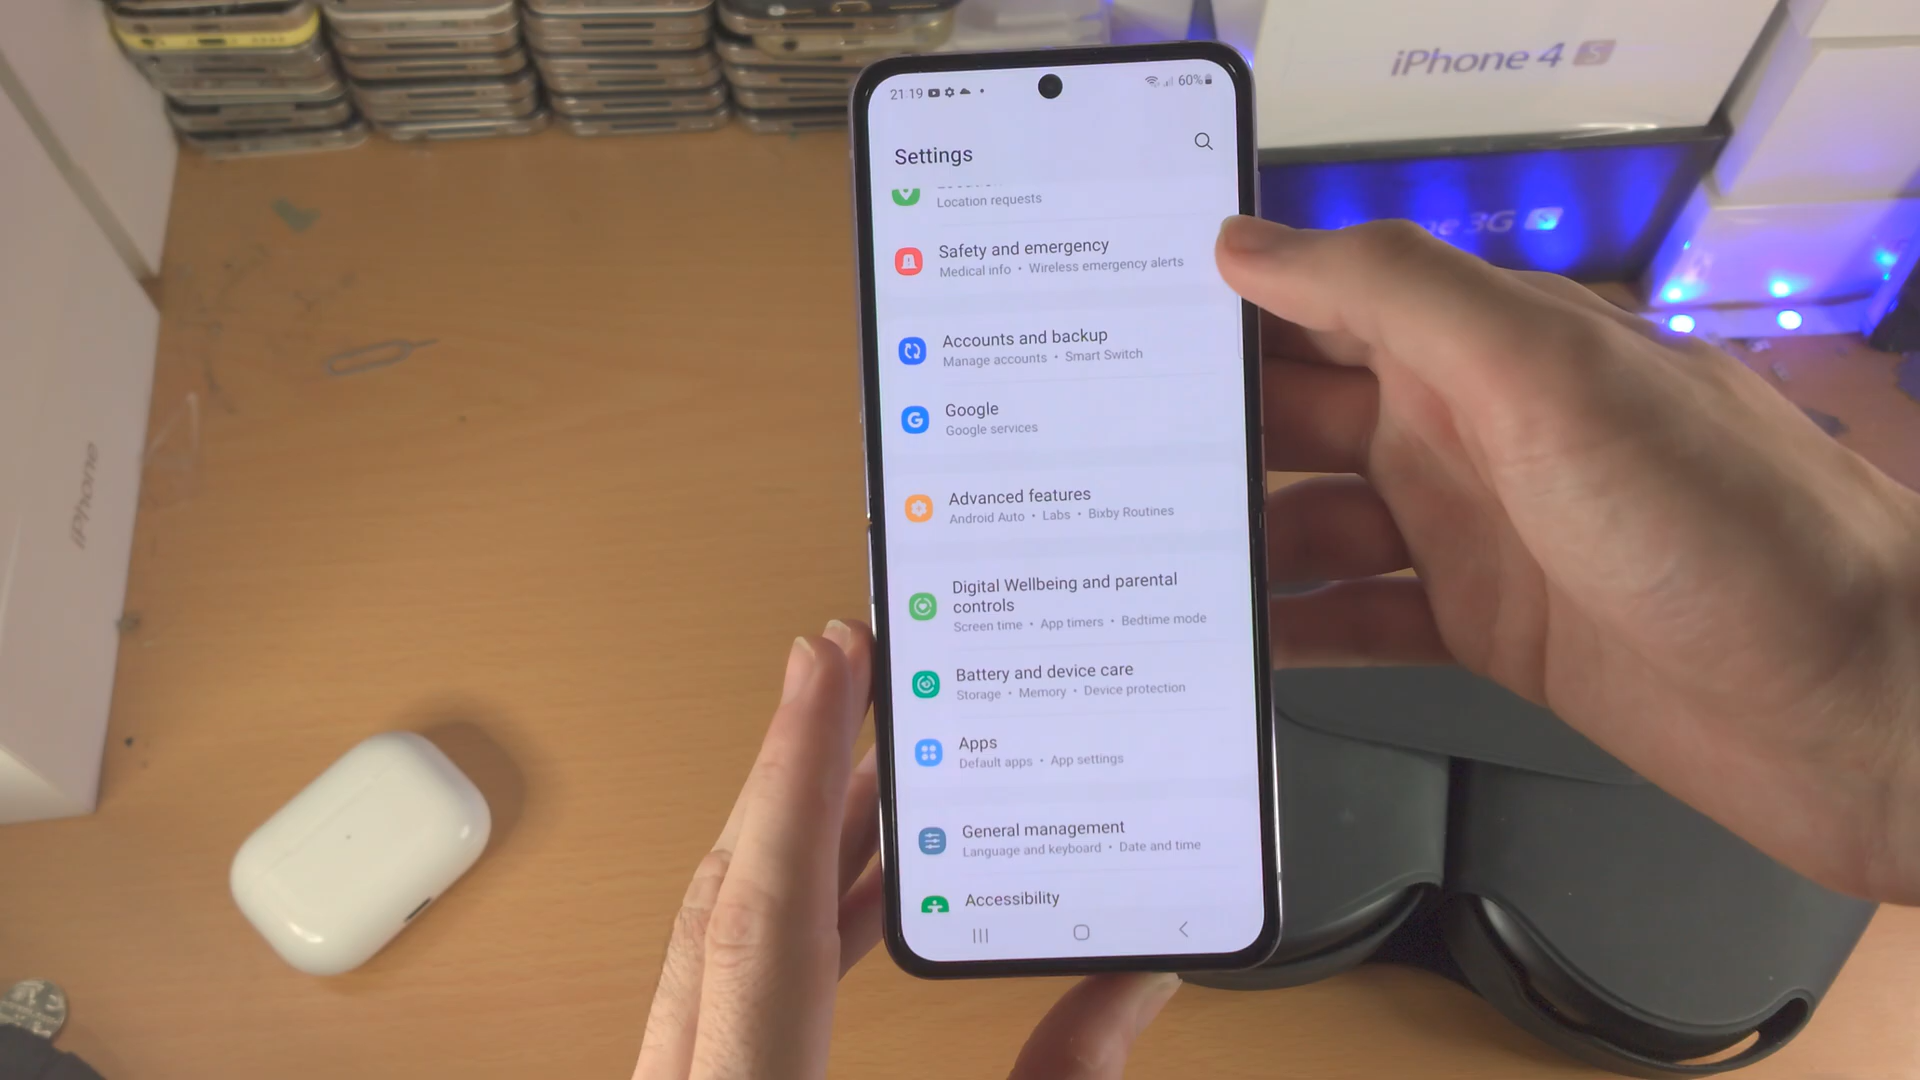 iPhone 4 S
21:19
60%
Settings
Location requests
Safety and emergency
Medical info • Wireless emergency alerts
Accounts and backup
Manage accounts • Smart Switch
Google
Google services
Advanced features
Android Auto • Labs • Bixby Routines
Digital Wellbeing and parental
controls
Screen time • App timers • Bedtime mode
Battery and device care
Storage • Memory • Device protection
Apps
Default apps • App settings
General management
Language and keyboard • Date and time
Accessibility
3G S
iPhone